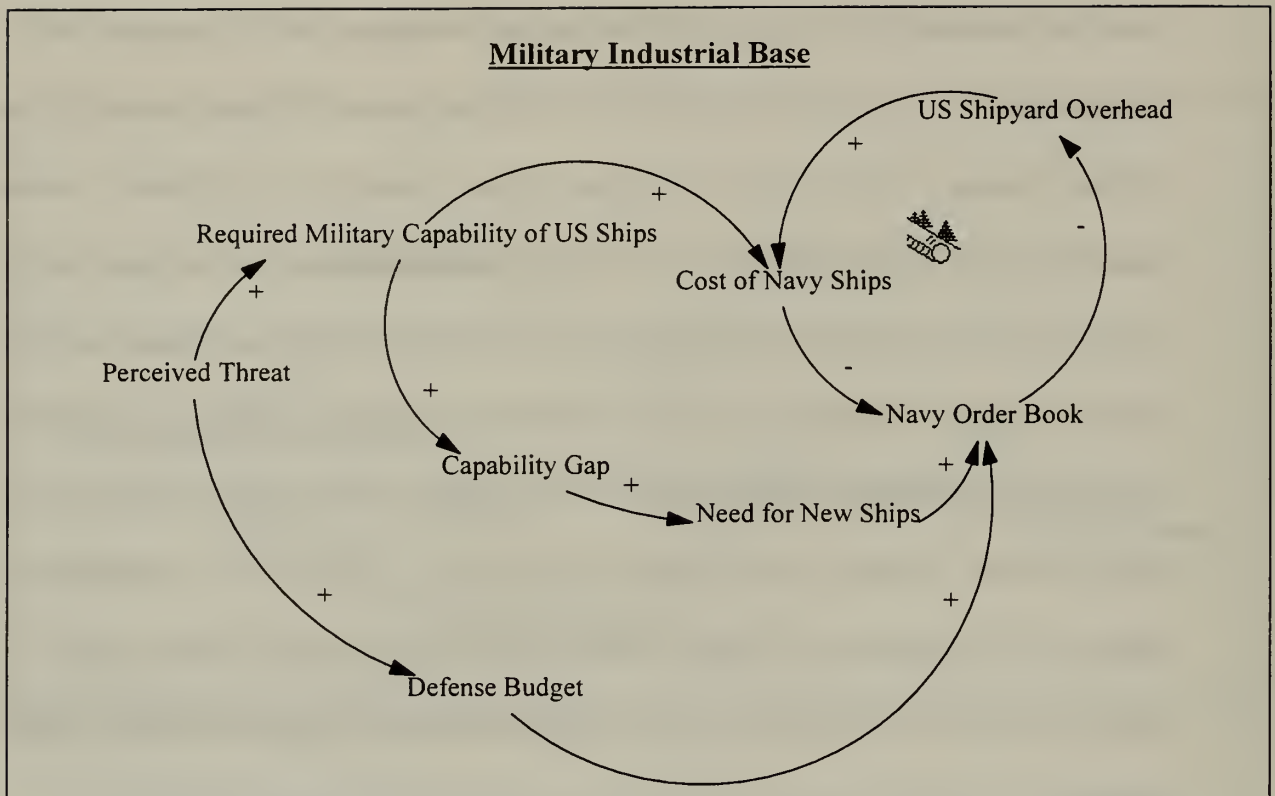 Military Industrial Base
US Shipyard Overhead
+
+
-
Required Military Capability of US Ships
Cost of Navy Ships
+
Perceived Threat
-
+
Navy Order Book
Capability Gap
+
+
Need for New Ships
+
+
Defense Budget